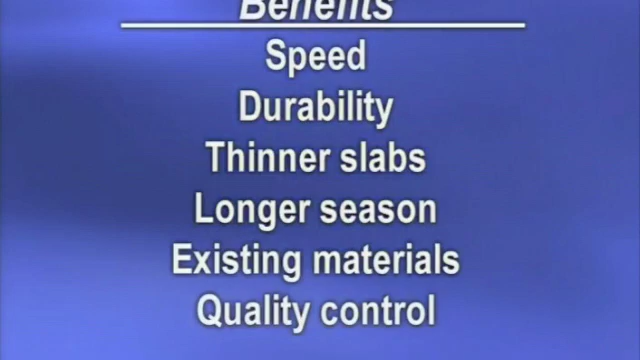 Benefits
Speed
Durability
Thinner slabs
Longer season
Existing materials
Quality control